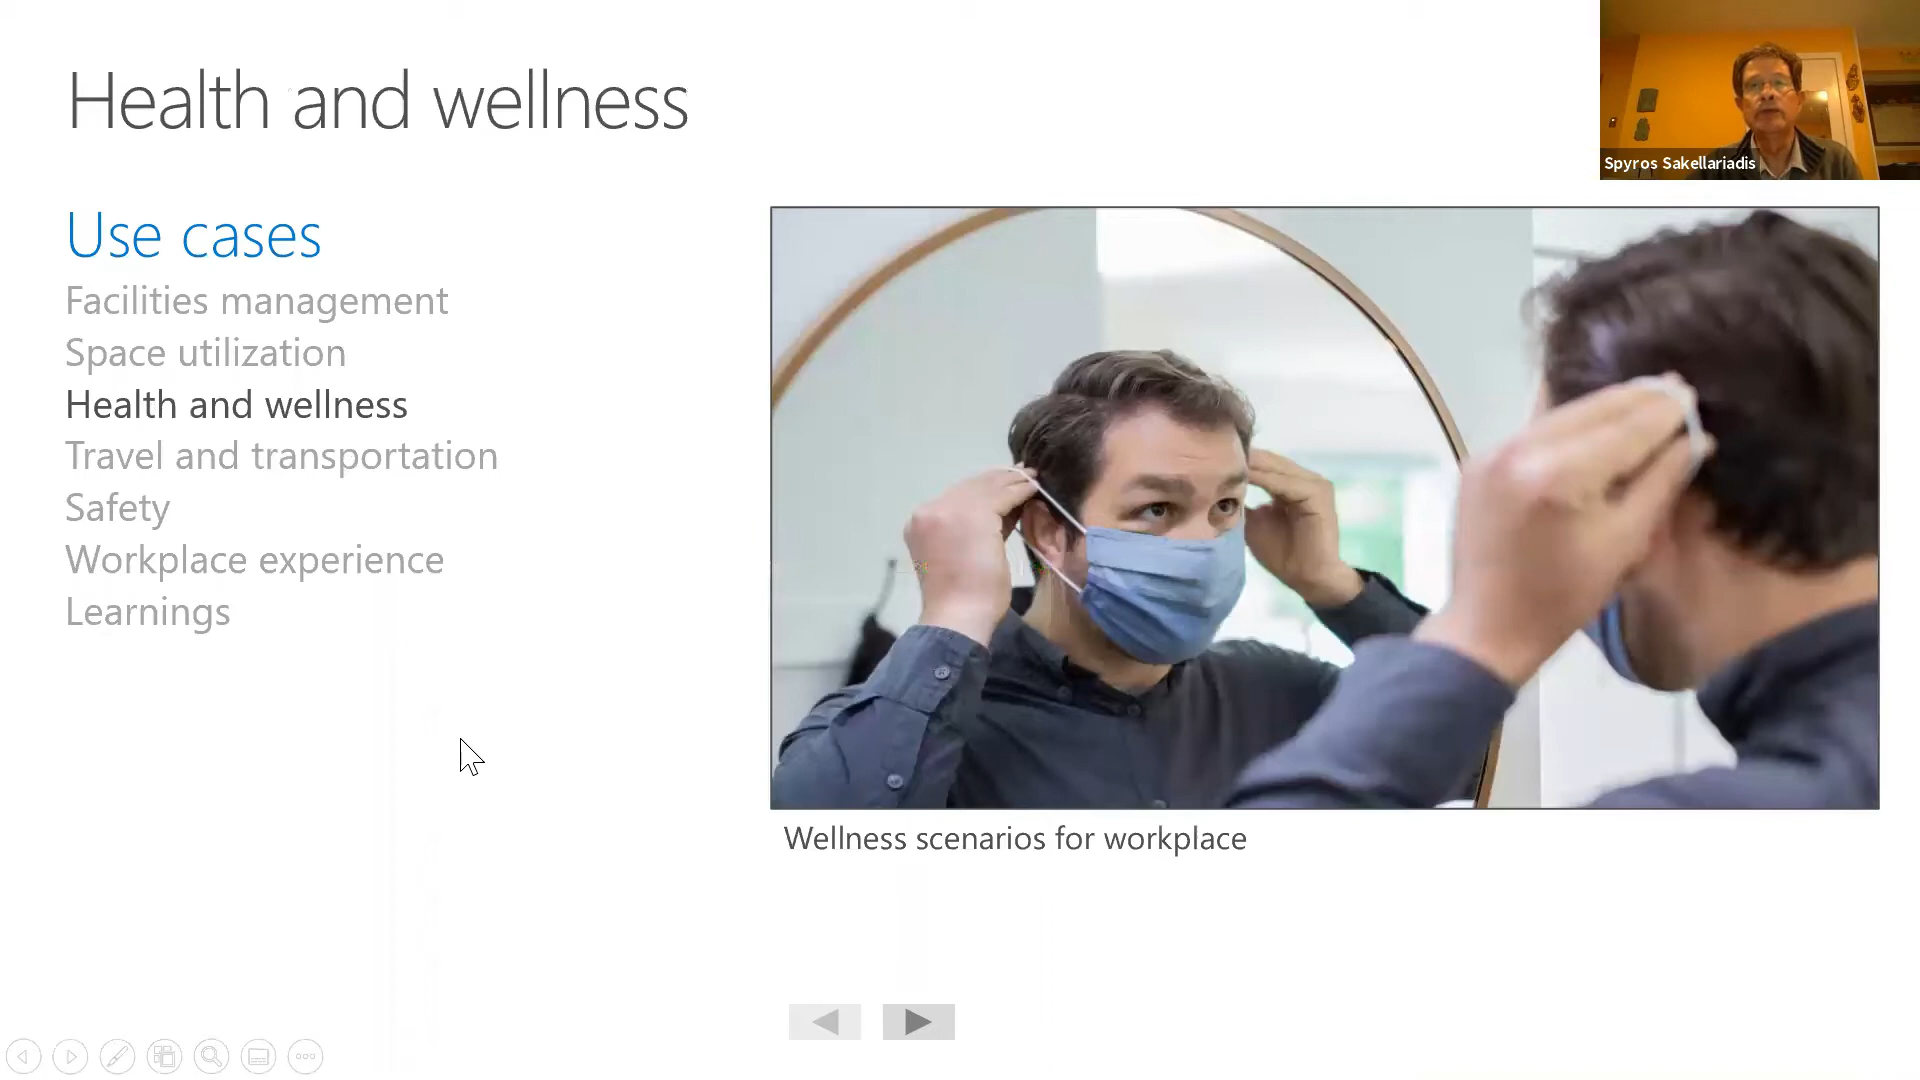 Health and wellness
Spyros Sakellariadis
Use cases
Facilities management
Space utilization
Health and wellness
Travel and transportation
Safety
Workplace experience
Learnings
Wellness scenarios for workplace